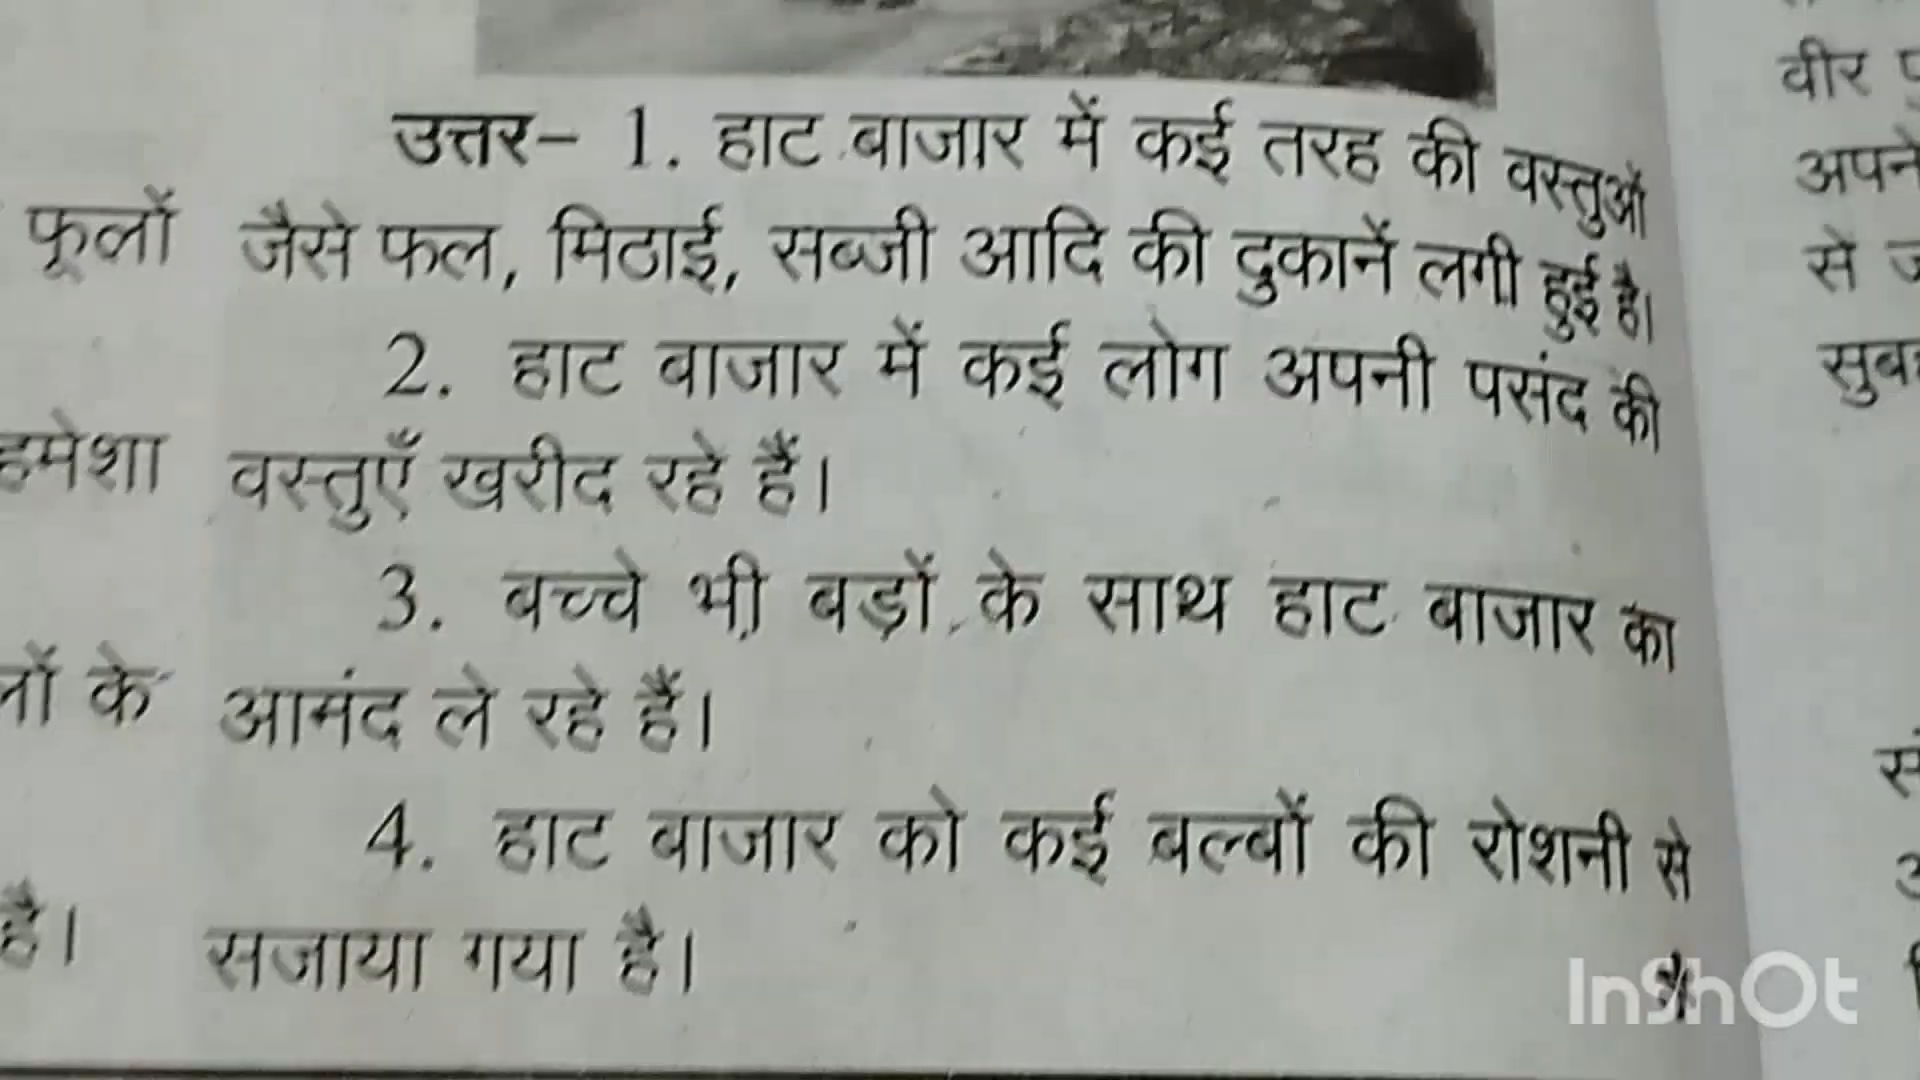 उत्तर– 1. हाट बाजार में कई तरह की वस्तुओं
जैसे फल, मिठाई, सब्जी आदि की दुकानें लगी हुई है।
2. हाट बाजार में कई लोग अपनी पसंद की
वस्तुएँ खरीद रहे हैं।
3. बच्चे भी बड़ों के साथ हाट बाजार का
आमंद ले रहे हैं।
4. हाट बाजार को कई बल्बों की रोशनी से
सजाया गया है।
फूलों
हमेशा
के
है।
वीर
से
InShOt